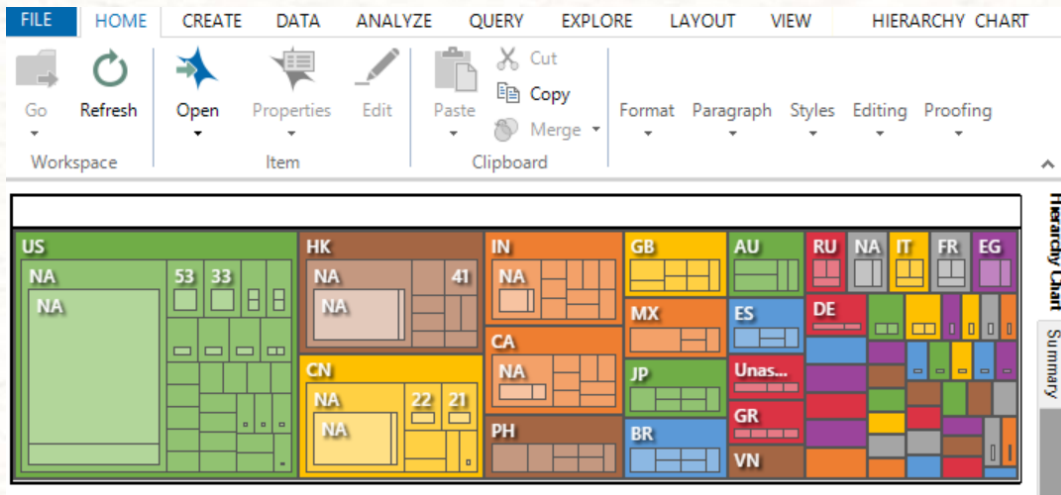 FILE HOME CREATE DATA ANALYZE QUERY EXPLORE LAYOUT VIEW HIERARCHY CHART
Go Refresh Open Properties Edit Paste Cut
Copy
Merge
Format Paragraph Styles Editing Proofing
Workspace Item Clipboard
Hierarchy Chart
Summary
US
NA 53 33
NA
HK
NA 41
NA
CN
NA 22 21
NA
IN
NA
CA
NA
PH
GB
MX
JP
BR
AU
ES
Unas...
GR
VN
RU NA IT FR EG
DE